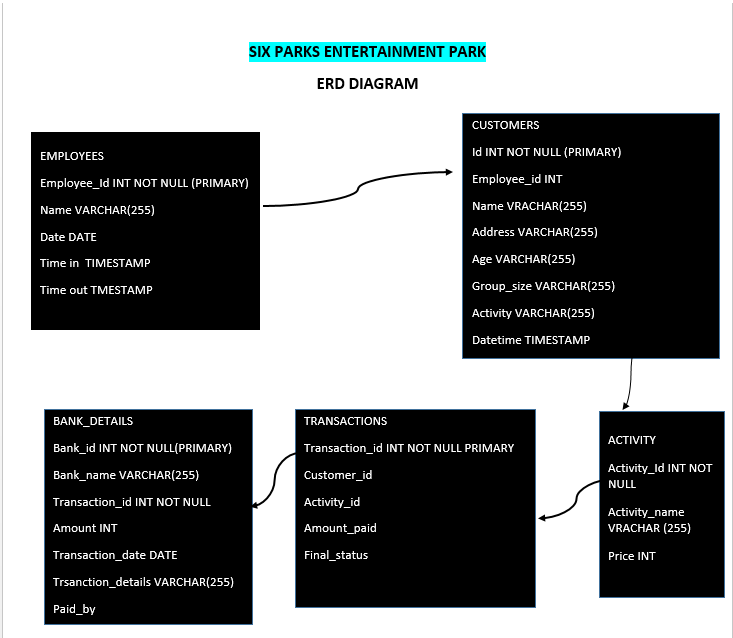 SIX PARKS ENTERTAINMENT PARK
ERD DIAGRAM
EMPLOYEES
Employee_Id INT NOT NULL (PRIMARY)
Name VARCHAR(255)
Date DATE
Time in  TIMESTAMP
Time out TMESTAMP
CUSTOMERS
Id INT NOT NULL (PRIMARY)
Employee_id INT
Name VRACHAR(255)
Address VARCHAR(255)
Age VARCHAR(255)
Group_size VARCHAR(255)
Activity VARCHAR(255)
Datetime TIMESTAMP
BANK_DETAILS
Bank_id INT NOT NULL(PRIMARY)
Bank_name VARCHAR(255)
Transaction_id INT NOT NULL
Amount INT
Transaction_date DATE
Trsanction_details VARCHAR(255)
Paid_by
TRANSACTIONS
Transaction_id INT NOT NULL PRIMARY
Customer_id
Activity_id
Amount_paid
Final_status
ACTIVITY
Activity_Id INT NOT
NULL
Activity_name
VRACHAR (255)
Price INT